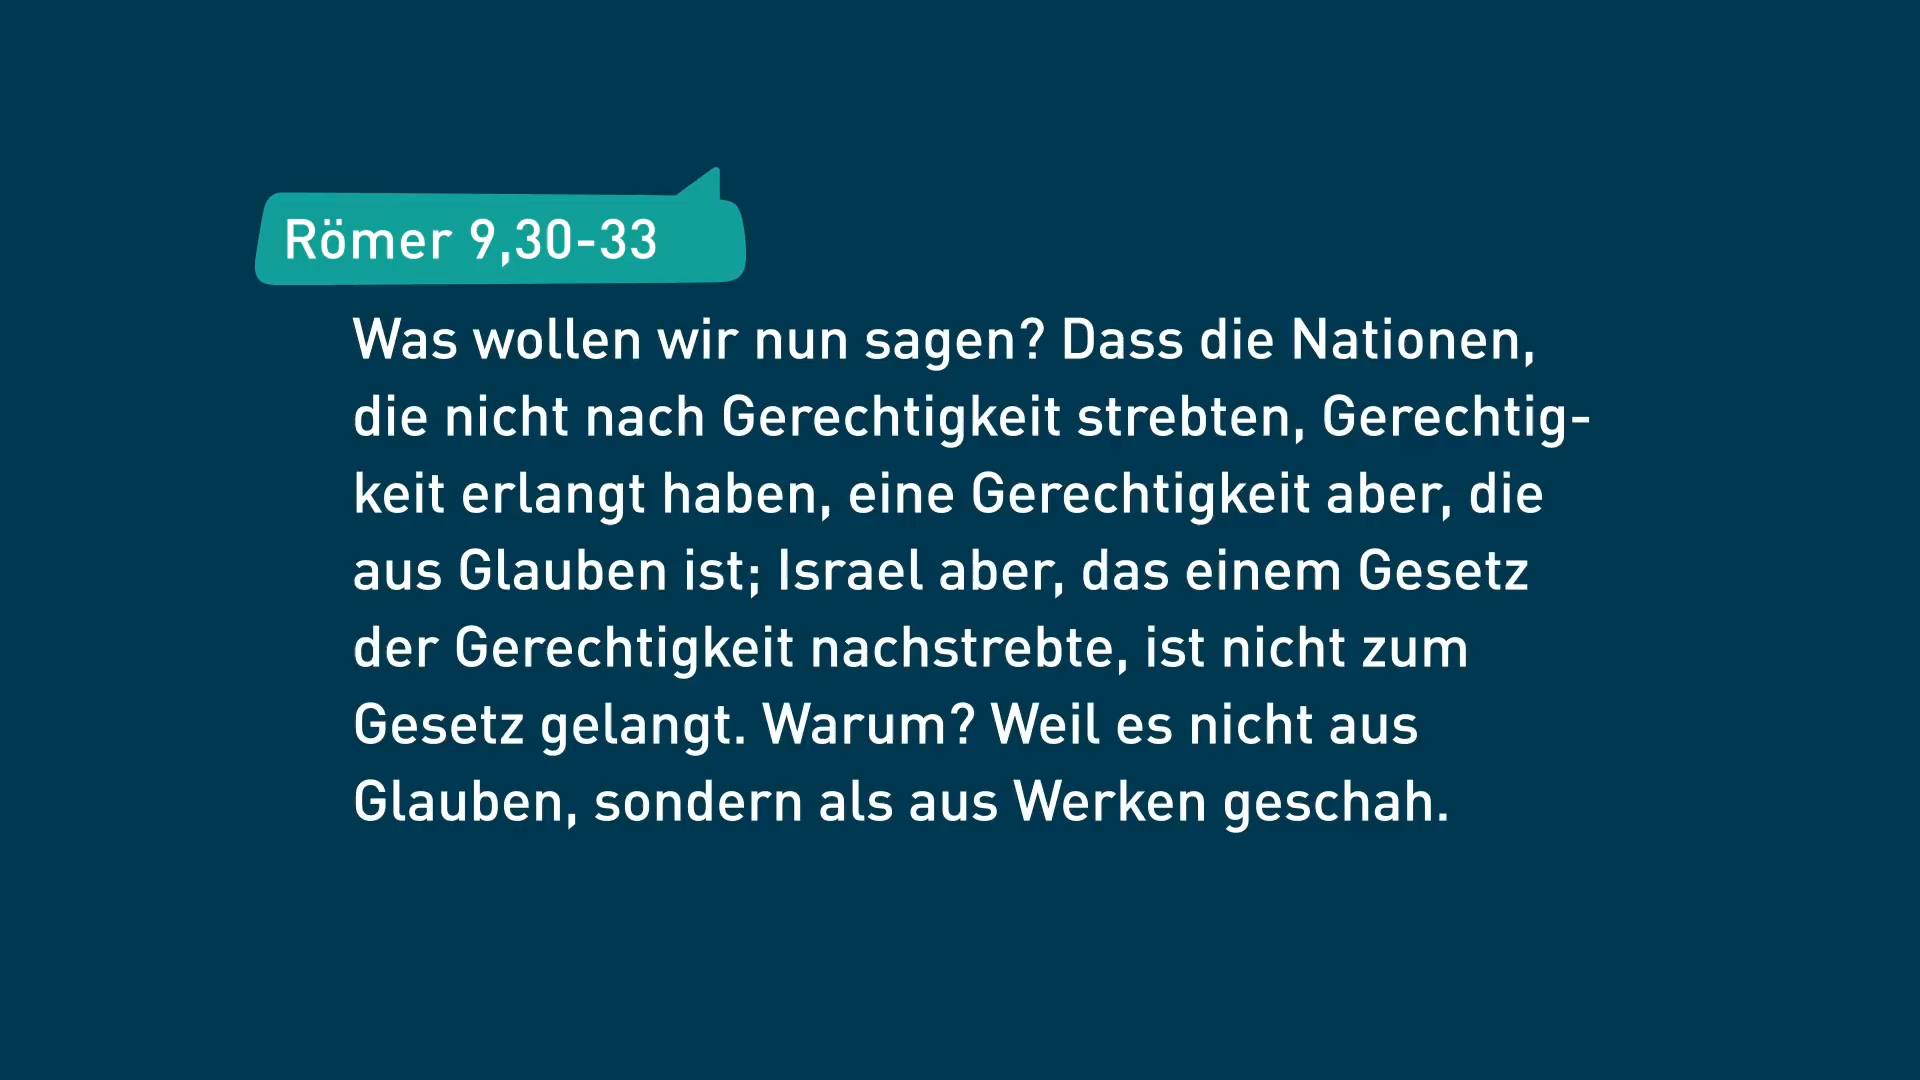 Römer 9,30-33
Was wollen wir nun sagen? Dass die Nationen,
die nicht nach Gerechtigkeit strebten, Gerechtig-
keit erlangt haben, eine Gerechtigkeit aber, die
aus Glauben ist; Israel aber, das einem Gesetz
der Gerechtigkeit nachstrebte, ist nicht zum
Gesetz gelangt. Warum? Weil es nicht aus
Glauben, sondern als aus Werken geschah.